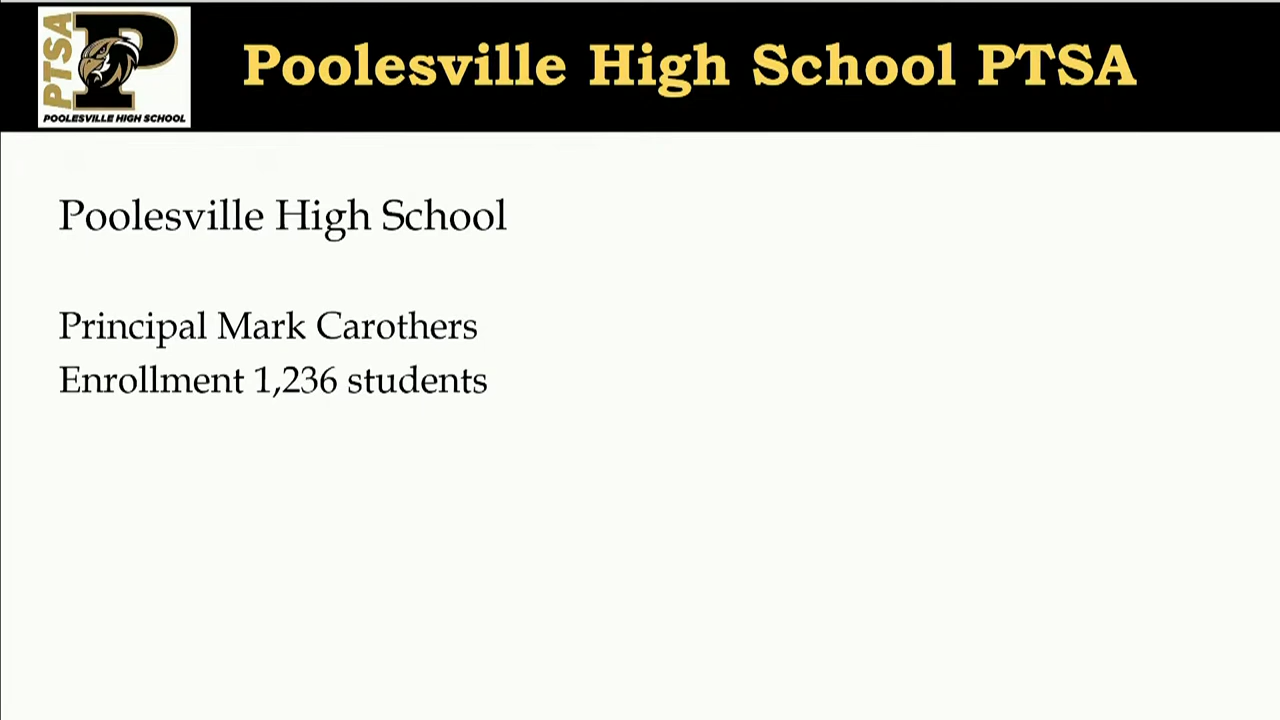 PTSA
P
POOLESVILLE HIGH SCHOOL
Poolesville High School PTSA
Poolesville High School
Principal Mark Carothers
Enrollment 1,236 students